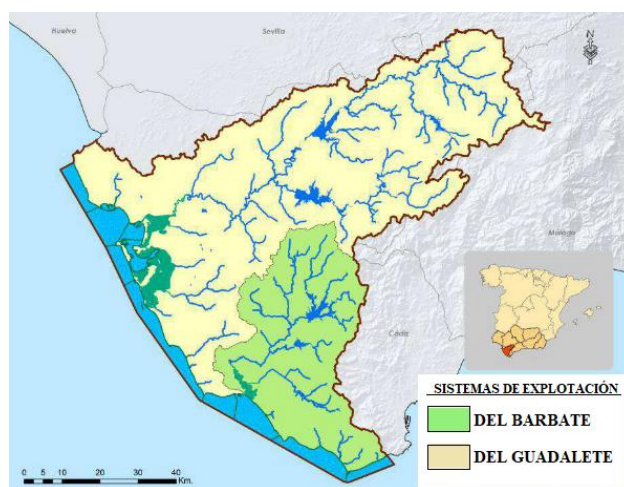 Huelva
Sevilla
N
Málaga
Cádiz
SISTEMAS DE EXPLOTACIÓN
DEL BARBATE
DEL GUADALETE
0 5 10 20 30 40
Km.